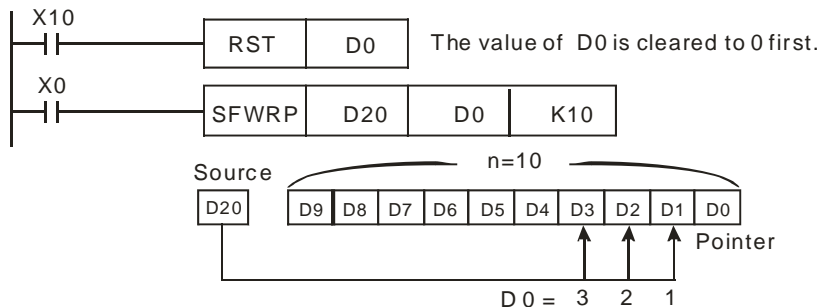 X10
RST D0 The value of D0 is cleared to 0 first.
X0
SFWRP D20 D0 K10
n=10
Source
D20 D9 D8 D7 D6 D5 D4 D3 D2 D1 D0
Pointer
D0 = 3 2 1